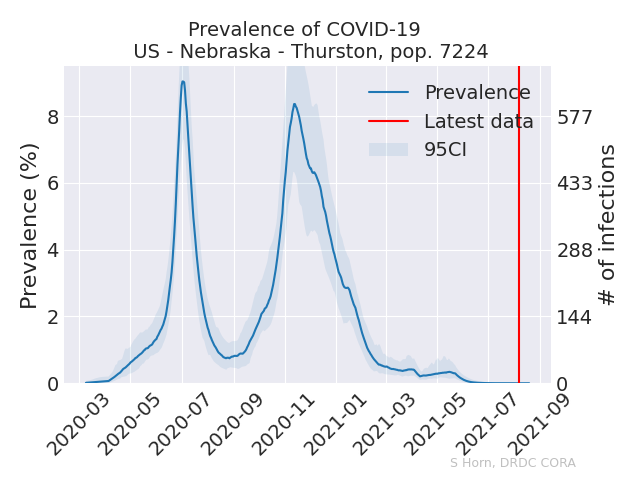 Prevalence of COVID-19
US - Nebraska - Thurston, pop. 7224
Prevalence
Latest data
95CI
Prevalence (%)
8
6
4
2
0
# of infections
577
433
288
144
0
2020-03
2020-05
2020-07
2020-09
2020-11
2021-01
2021-03
2021-05
2021-07
2021-09
S Horn, DRDC CORA